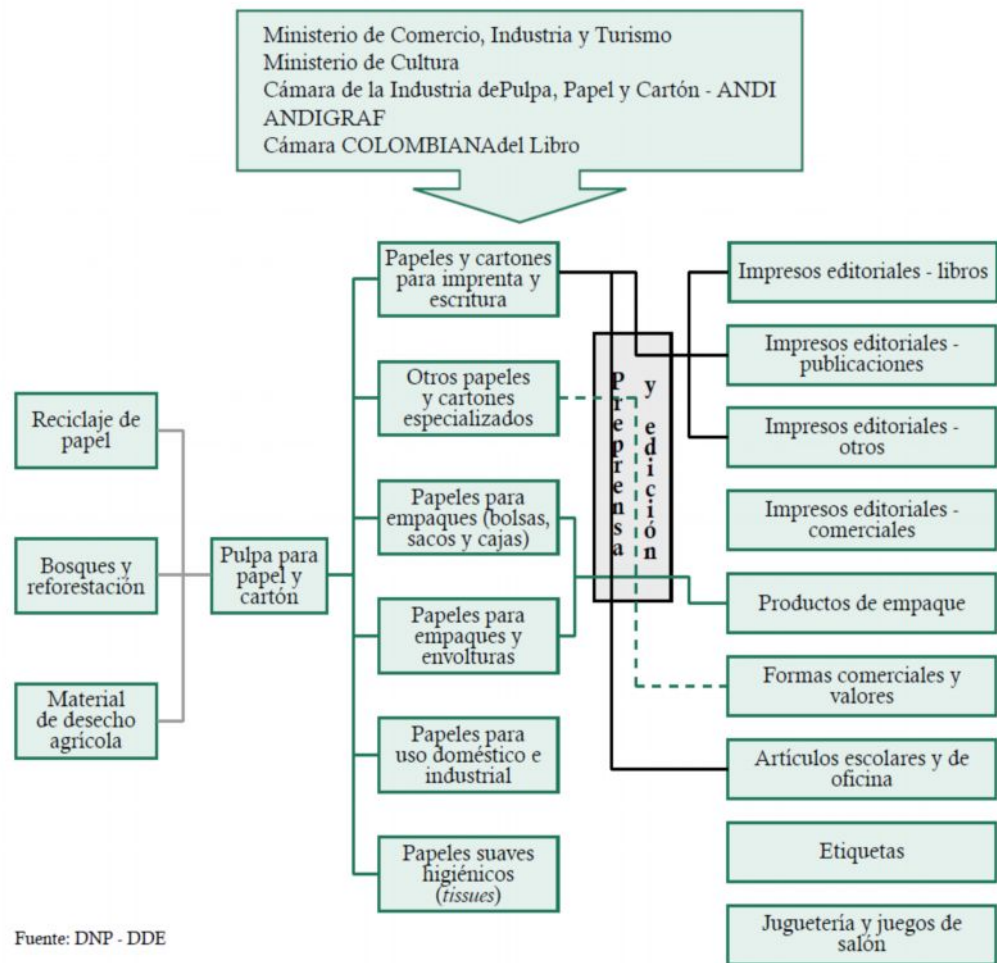 Ministerio de Comercio, Industria y Turismo
Ministerio de Cultura
Cámara de la Industria dePulpa, Papel y Cartón - ANDI
ANDIGRAF
Cámara COLOMBIANAdel Libro
Reciclaje de
papel
Bosques y
reforestación
Material
de desecho
agrícola
Pulpa para
papel y
cartón
Papeles y cartones
para imprenta y
escritura
Otros papeles
y cartones
especializados
Papeles para
empaques (bolsas,
sacos y cajas)
Papeles para
empaques y
envolturas
Papeles para
uso doméstico e
industrial
Papeles suaves
higiénicos
(tissues)
Preprensa
y edición
Impresos editoriales - libros
Impresos editoriales -
publicaciones
Impresos editoriales -
otros
Impresos editoriales -
comerciales
Productos de empaque
Formas comerciales y
valores
Artículos escolares y de
oficina
Etiquetas
Juguetería y juegos de
salón
Fuente: DNP - DDE